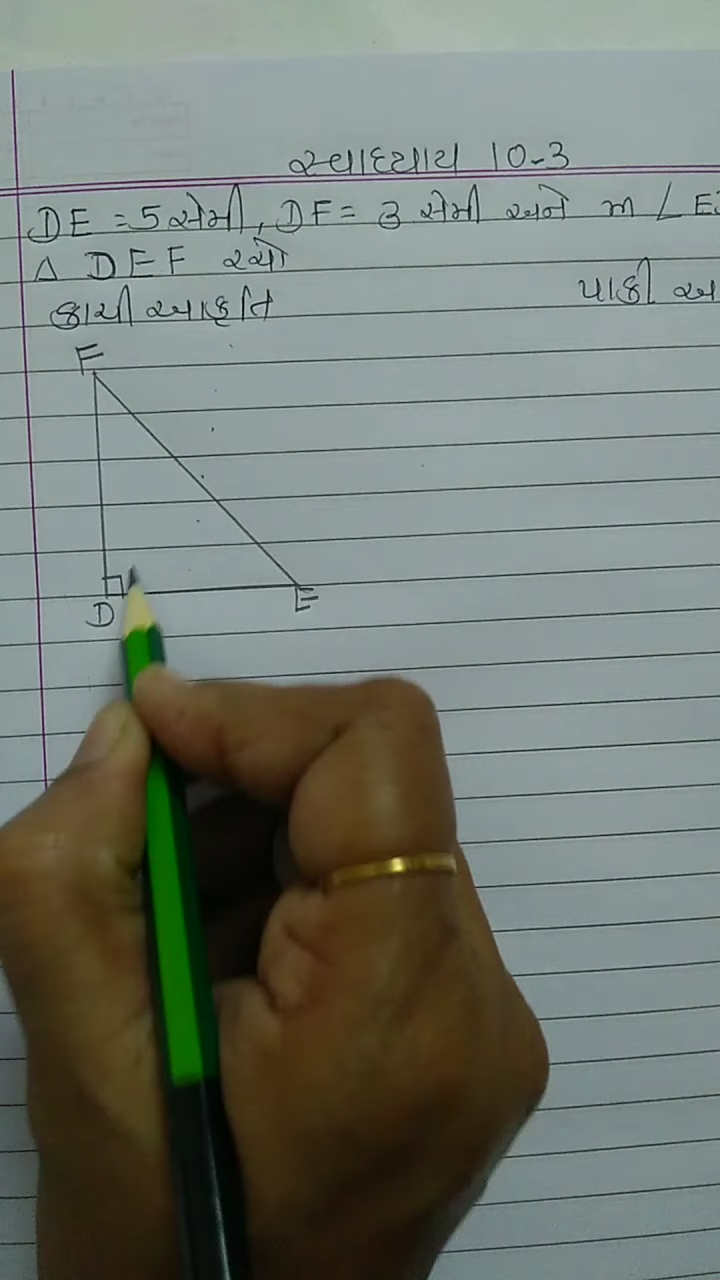 સ્વાધ્યાય 10.3
DE = 5 સેમી, DF = 3 સેમી અને m ∠E
△ DEF રચો
કાચી આકૃતિ
પાકી આ
F
D
E